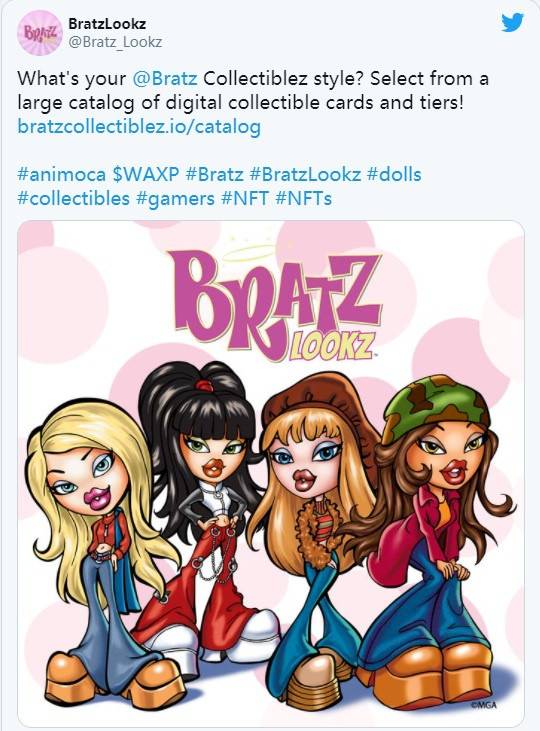 BRATZ
BratzLookz
@Bratz_Lookz
What's your @Bratz Collectiblez style? Select from a
large catalog of digital collectible cards and tiers!
bratzcollectiblez.io/catalog
#animoca $WAXP #Bratz #BratzLookz #dolls
#collectibles #gamers #NFT #NFTs
BRATZ
LOOKZ™
©MGA